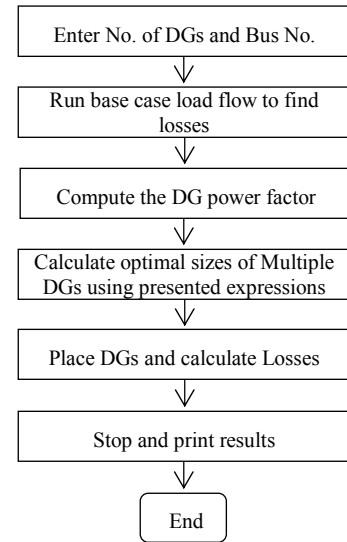 Enter No. of DGs and Bus No.
Run base case load flow to find
losses
Compute the DG power factor
Calculate optimal sizes of Multiple
DGs using presented expressions
Place DGs and calculate Losses
Stop and print results
End